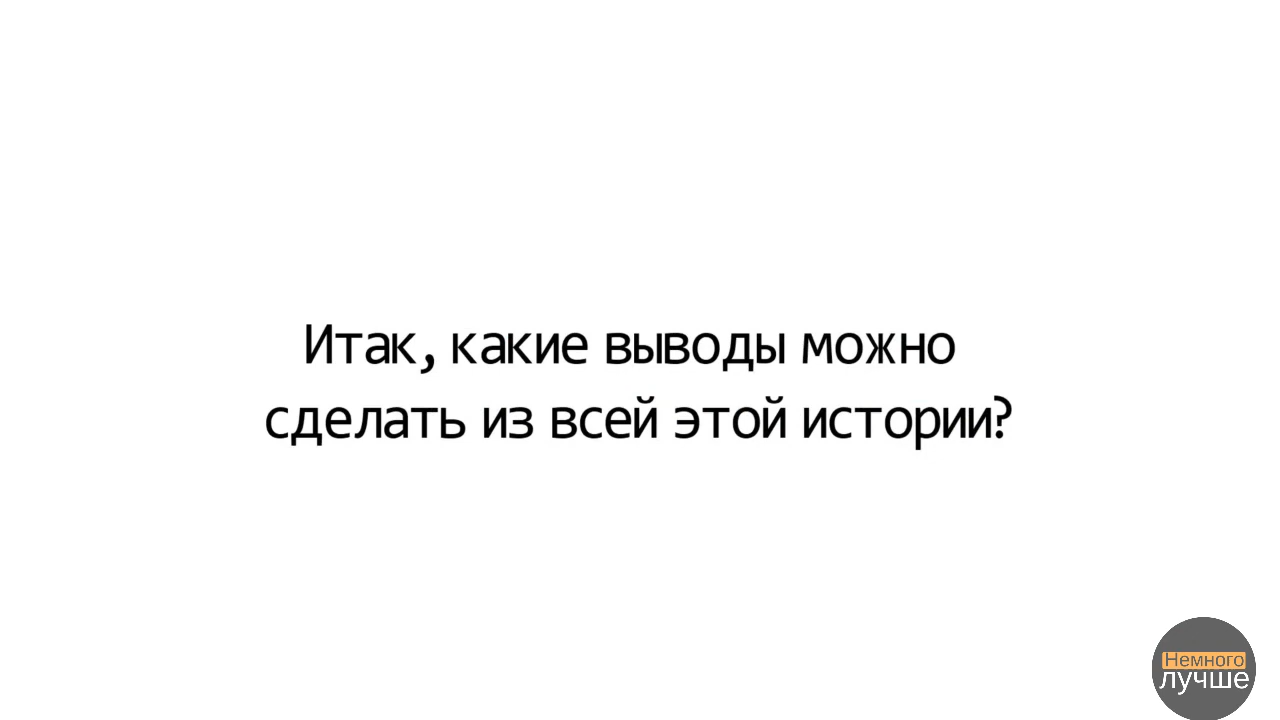 Итак, какие выводы можно
сделать из всей этой истории?
Немного
лучше